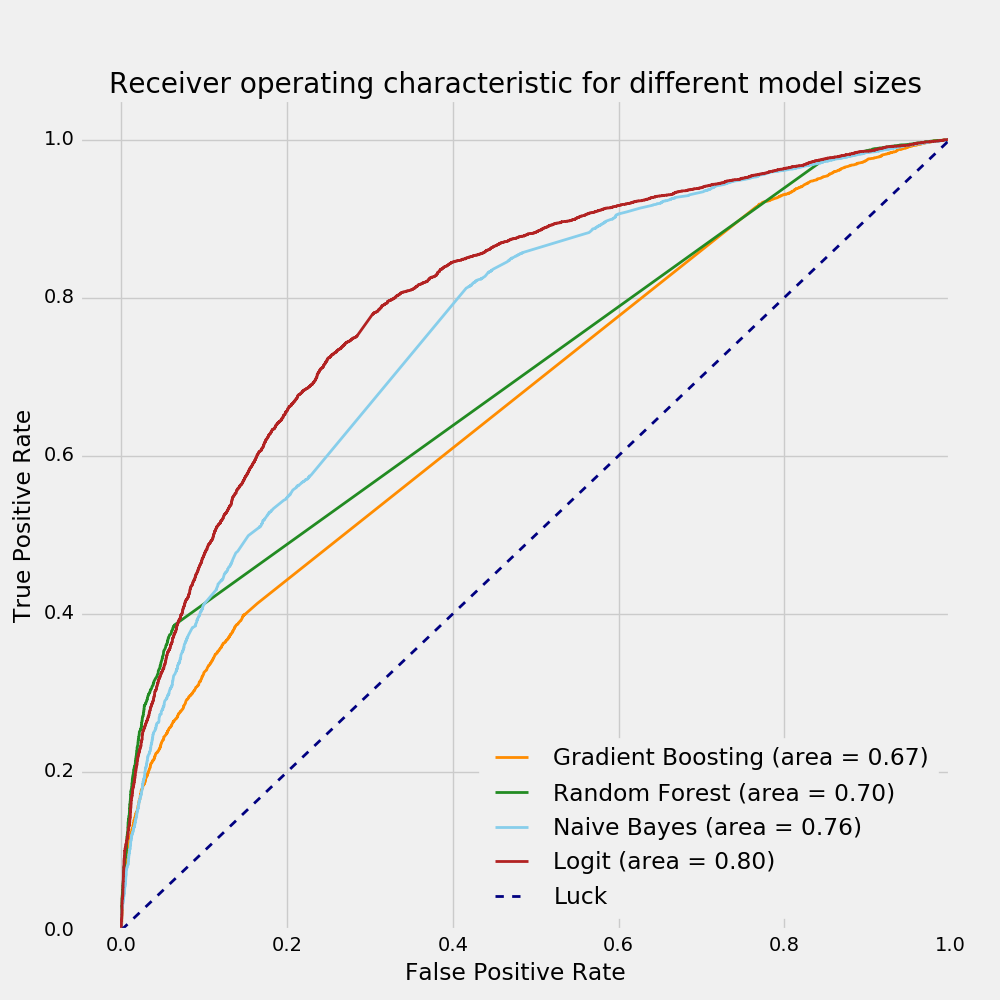 Receiver operating characteristic for different model sizes
1.0
0.8
0.6
0.4
0.2
0.0
True Positive Rate
Gradient Boosting (area = 0.67)
Random Forest (area = 0.70)
Naive Bayes (area = 0.76)
Logit (area = 0.80)
Luck
0.0 0.2 0.4 0.6 0.8 1.0
False Positive Rate